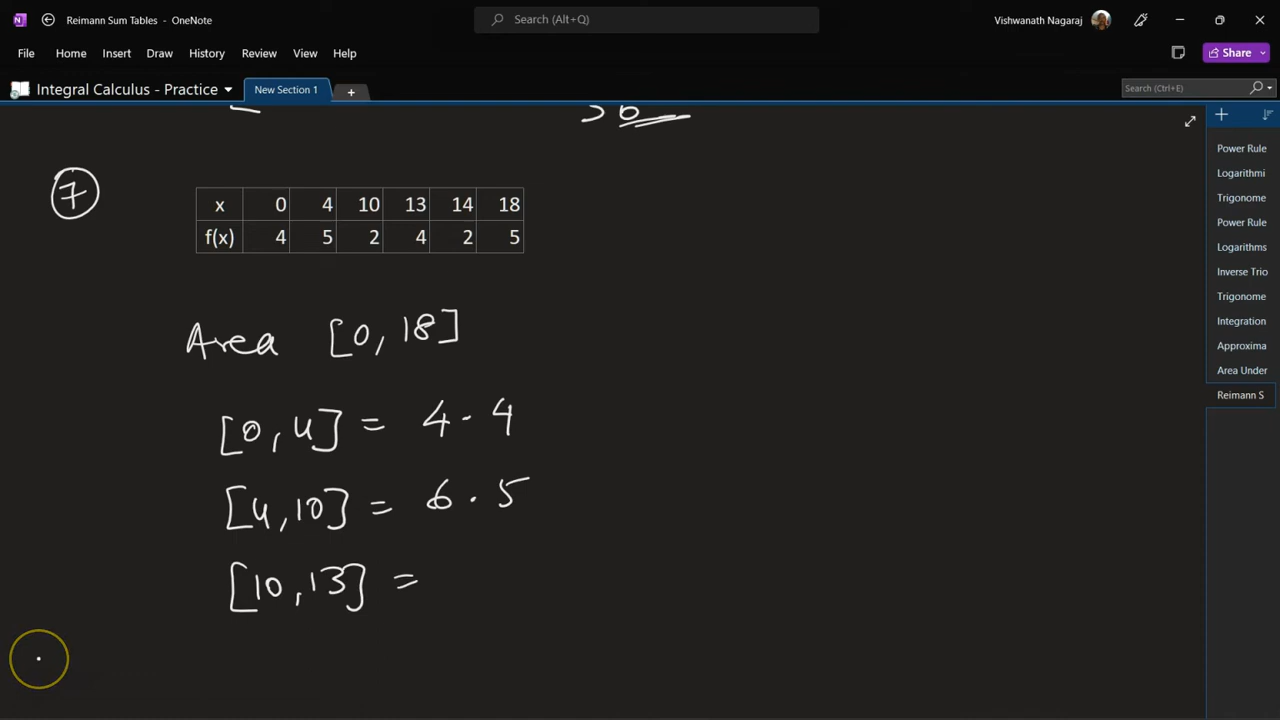 Reimann Sum Tables - OneNote
Search (Alt+Q)
Vishwanath Nagaraj
File Home Insert Draw History Review View Help
Share
Integral Calculus - Practice
New Section 1
+
Search (Ctrl+E)
Power Rule
Logarithmi
Trigonome
Power Rule
Logarithms
Inverse Trio
Trigonome
Integration
Approxima
Area Under
Reimann S
36
7
x 0 4 10 13 14 18
f(x) 4 5 2 4 2 5
Area [0, 18]
[0, 4] = 4 · 4
[4, 10] = 6 · 5
[10, 13] =